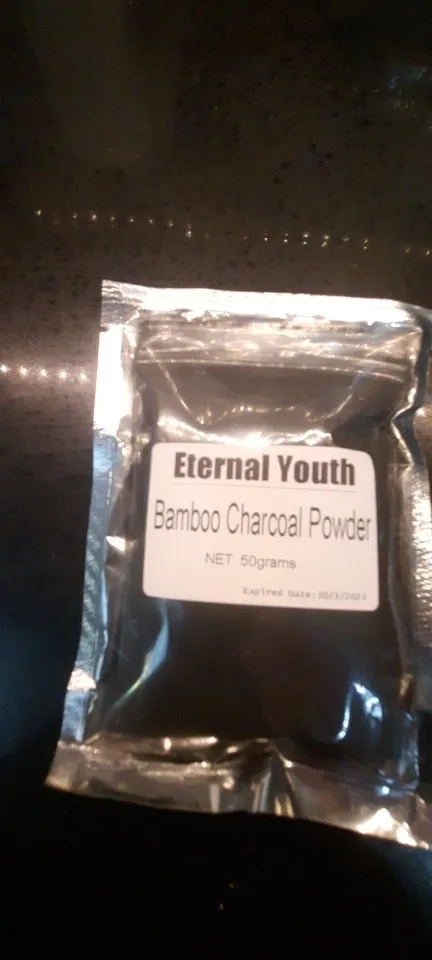 Eternal Youth
Bamboo Charcoal Powder
NET: 50grams
Expired Date:30/3/2023